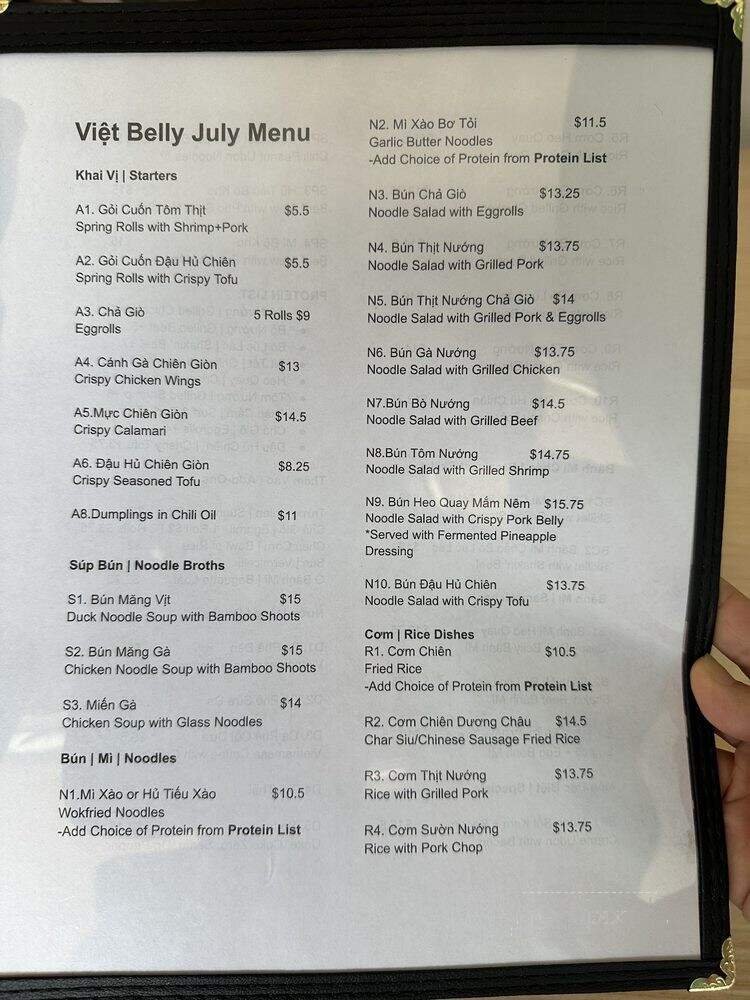 Việt Belly July Menu
Khai Vị | Starters
A1. Gỏi Cuốn Tôm Thịt $5.5
Spring Rolls with Shrimp+Pork
A2. Gỏi Cuốn Đậu Hủ Chiên $5.5
Spring Rolls with Crispy Tofu
A3. Chả Giò 5 Rolls $9
Eggrolls
A4. Cánh Gà Chiên Giòn $13
Crispy Chicken Wings
A5.Mực Chiên Giòn $14.5
Crispy Calamari
A6. Đậu Hủ Chiên Giòn $8.25
Crispy Seasoned Tofu
A8.Dumplings in Chili Oil $11
Súp Bún | Noodle Broths
S1. Bún Măng Vịt $15
Duck Noodle Soup with Bamboo Shoots
S2. Bún Măng Gà $15
Chicken Noodle Soup with Bamboo Shoots
S3. Miến Gà $14
Chicken Soup with Glass Noodles
Bún | Mì | Noodles
N1.Mì Xào or Hủ Tiếu Xào $10.5
Wokfried Noodles
-Add Choice of Protein from Protein List
N2. Mì Xào Bơ Tỏi $11.5
Garlic Butter Noodles
-Add Choice of Protein from Protein List
N3. Bún Chả Giò $13.25
Noodle Salad with Eggrolls
N4. Bún Thịt Nướng $13.75
Noodle Salad with Grilled Pork
N5. Bún Thịt Nướng Chả Giò $14
Noodle Salad with Grilled Pork & Eggrolls
N6. Bún Gà Nướng $13.75
Noodle Salad with Grilled Chicken
N7.Bún Bò Nướng $14.5
Noodle Salad with Grilled Beef
N8.Bún Tôm Nướng $14.75
Noodle Salad with Grilled Shrimp
N9. Bún Heo Quay Mắm Nêm $15.75
Noodle Salad with Crispy Pork Belly
*Served with Fermented Pineapple
Dressing
N10. Bún Đậu Hủ Chiên $13.75
Noodle Salad with Crispy Tofu
Cơm | Rice Dishes
R1. Cơm Chiên $10.5
Fried Rice
-Add Choice of Protein from Protein List
R2. Cơm Chiên Dương Châu $14.5
Char Siu/Chinese Sausage Fried Rice
R3. Cơm Thịt Nướng $13.75
Rice with Grilled Pork
R4. Cơm Sườn Nướng $13.75
Rice with Pork Chop